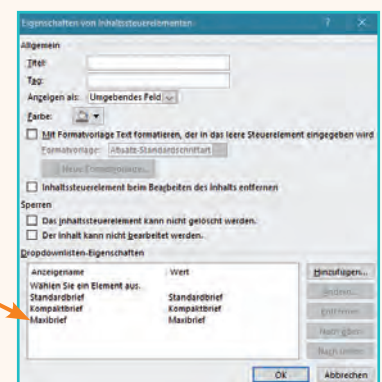 Eigenschaften von Inhaltssteuerelementen ? ×
Allgemein
Titel:
Tag:
Anzeigen als: Umgebendes Feld
Farbe:
Mit Formatvorlage Text formatieren, der in das leere Steuerelement eingegeben wird
Formatvorlage: Absatz-Standardschriftart
Neue Formatvorlage...
Inhaltssteuerelement beim Bearbeiten des Inhalts entfernen
Sperren
Das Inhaltssteuerelement kann nicht gelöscht werden.
Der Inhalt kann nicht bearbeitet werden.
Dropdownlisten-Eigenschaften
Anzeigename Wert Hinzufügen...
Wählen Sie ein Element aus.
Ändern...
Standardbrief Standardbrief
Kompaktbrief Kompaktbrief Entfernen
Maxibrief Maxibrief
Nach oben
Nach unten
OK Abbrechen